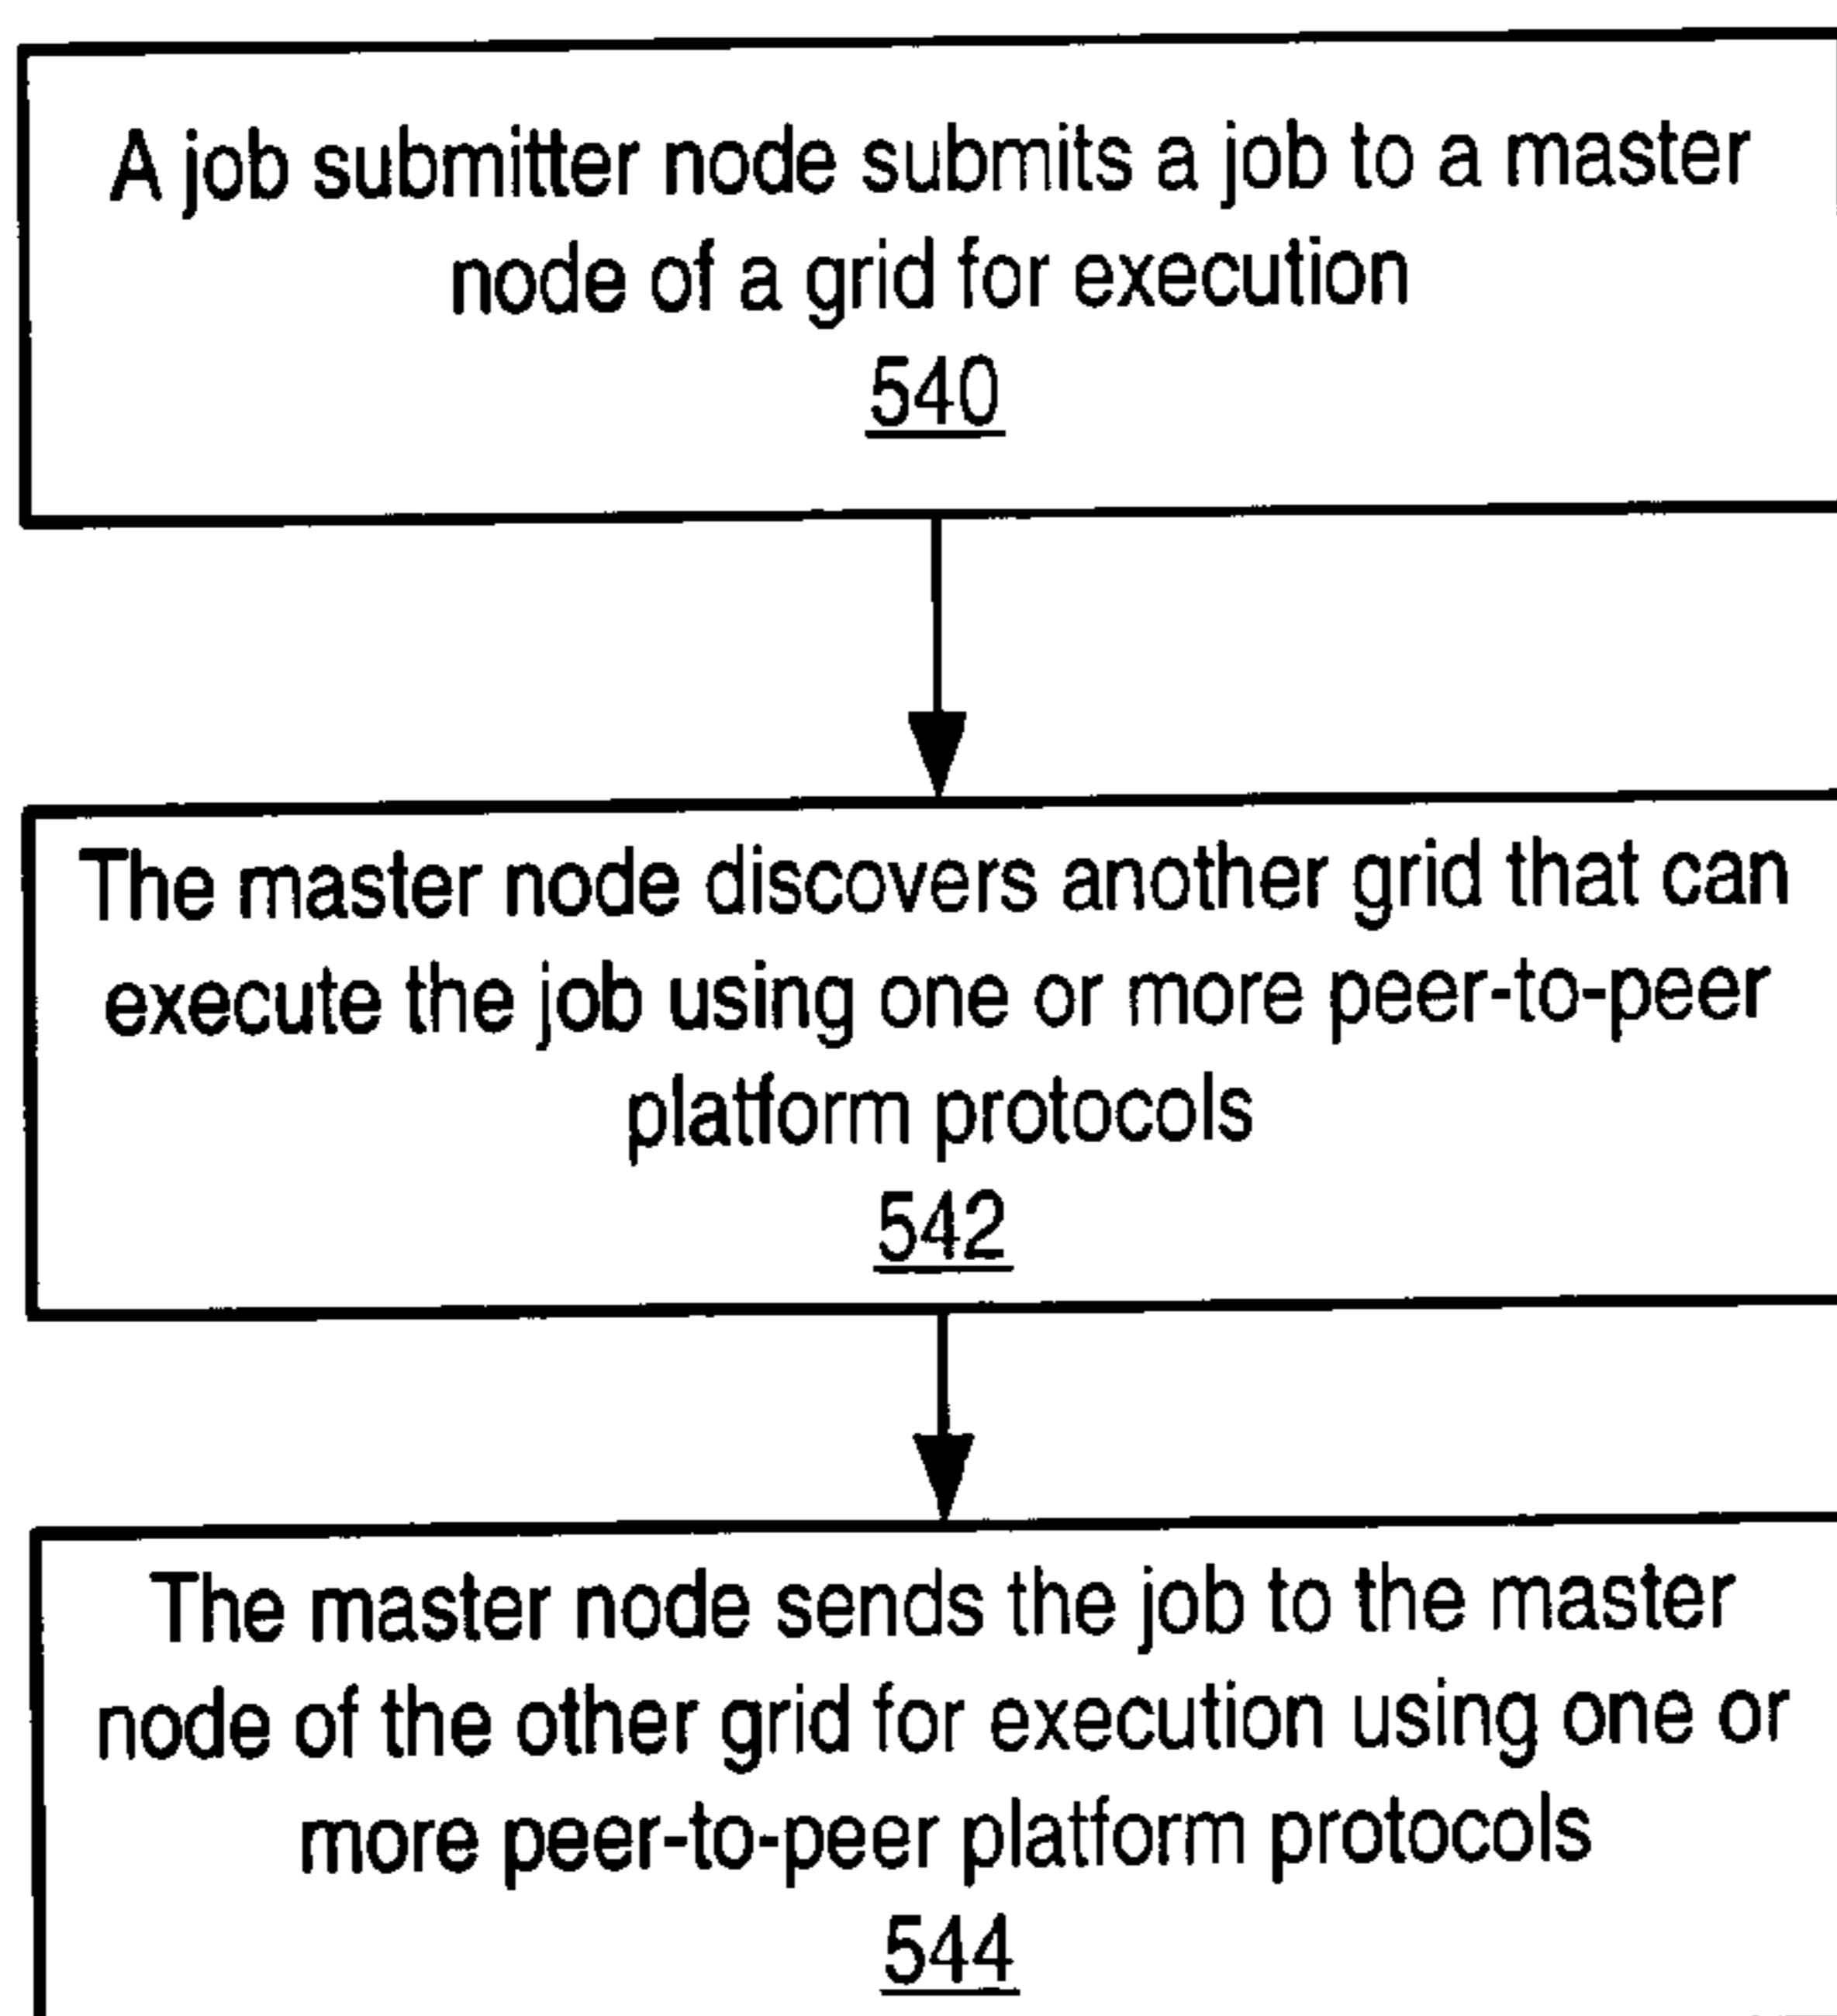 A job submitter node submits a job to a master
node of a grid for execution
540
The master node discovers another grid that can
execute the job using one or more peer-to-peer
platform protocols
542
The master node sends the job to the master
node of the other grid for execution using one or
more peer-to-peer platform protocols
544